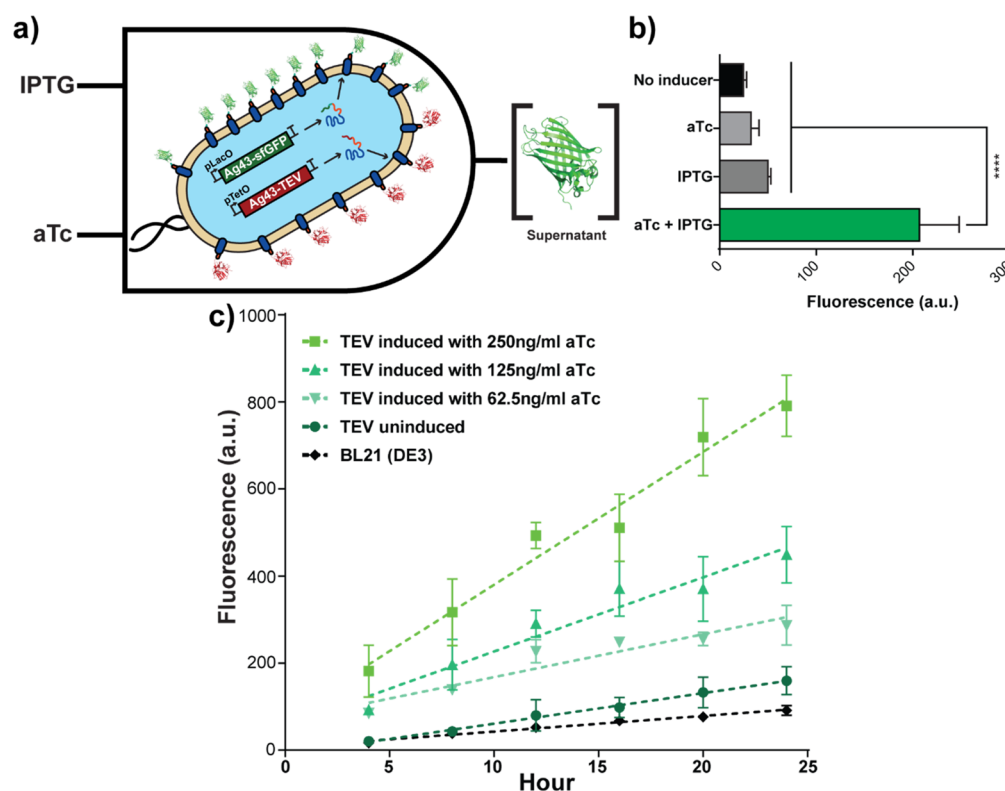 a)
IPTG
aTc
pLacO
Ag43-sfGFP
pTetO
Ag43-TEV
Supernatant
b)
No inducer
aTc
IPTG
aTc + IPTG
****
0
100
200
300
Fluorescence (a.u.)
c)
1000
800
600
400
200
0
Fluorescence (a.u.)
TEV induced with 250ng/ml aTc
TEV induced with 125ng/ml aTc
TEV induced with 62.5ng/ml aTc
TEV uninduced
BL21 (DE3)
0
5
10
15
20
25
Hour